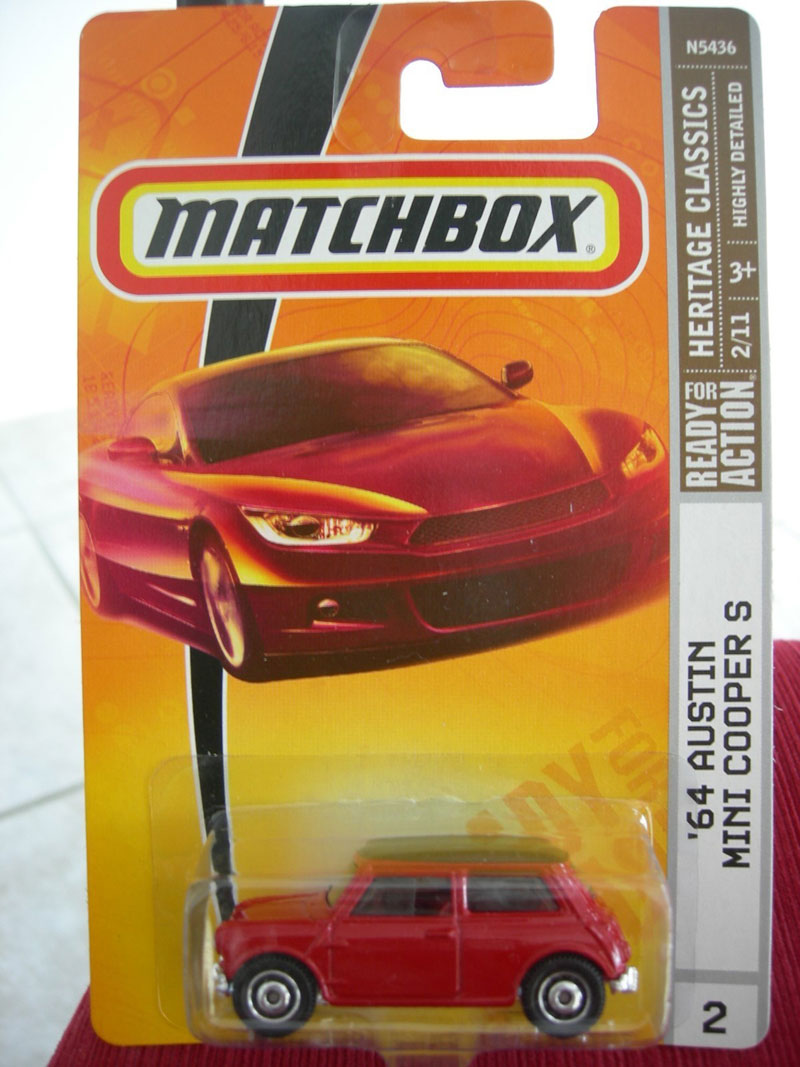 MATCHBOX®
N5436
HERITAGE CLASSICS
HIGHLY DETAILED
2/11 3+
READY FOR ACTION®
'64 AUSTIN
MINI COOPER S
2